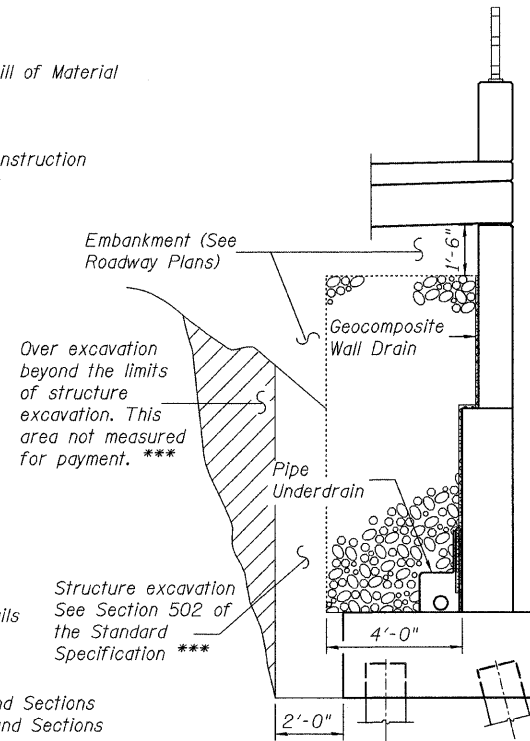 ill of Material
nstruction
Embankment (See
Roadway Plans)
1'-6"
Geocomposite
Wall Drain
Over excavation
beyond the limits
of structure
excavation. This
area not measured
for payment. ***
Pipe
Underdrain
Structure excavation
See Section 502 of
the Standard
Specification ***
ils
4'-0"
nd Sections
and Sections
2'-0"